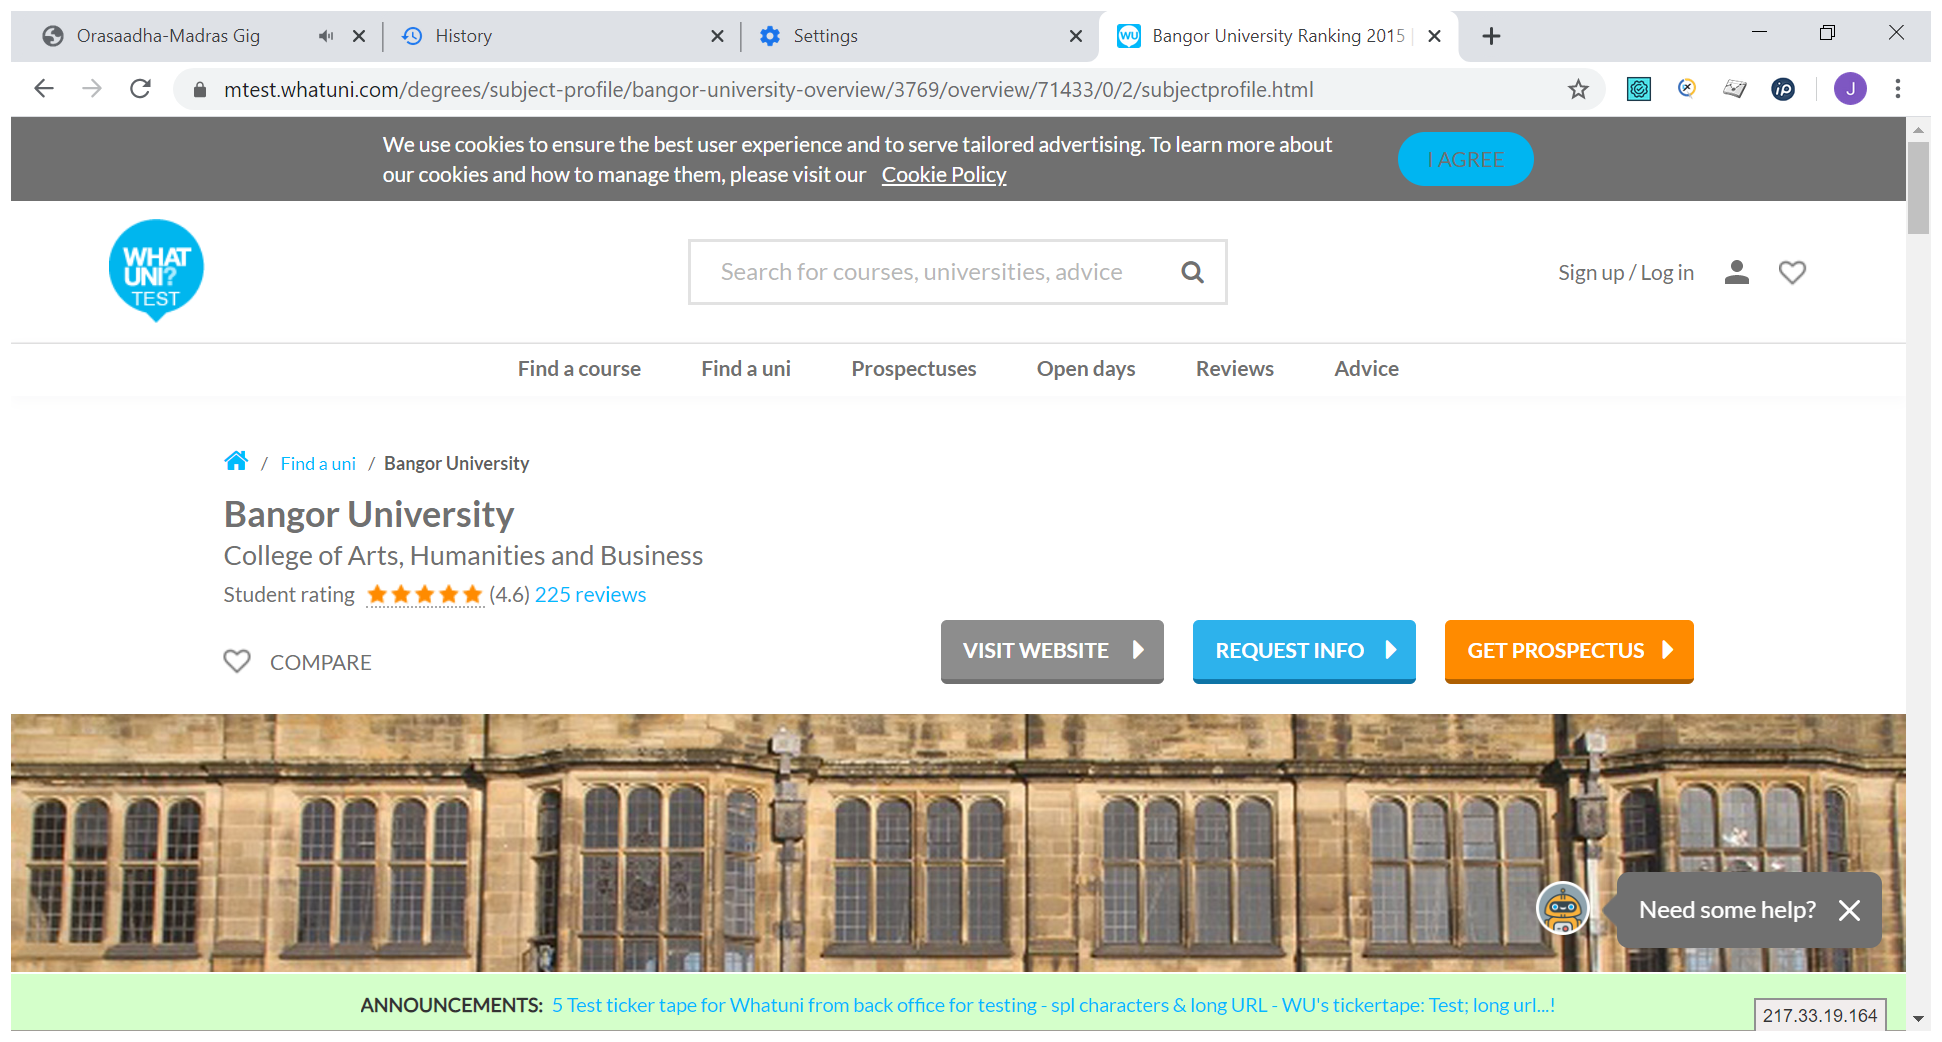 Orasaadha-Madras Gig
History
Settings
WU
Bangor University Ranking 2015
mtest.whatuni.com/degrees/subject-profile/bangor-university-overview/3769/overview/71433/0/2/subjectprofile.html
iP
J
We use cookies to ensure the best user experience and to serve tailored advertising. To learn more about
our cookies and how to manage them, please visit our Cookie Policy
I AGREE
WHAT
UNI?
TEST
Search for courses, universities, advice
Sign up / Log in
Find a course
Find a uni
Prospectuses
Open days
Reviews
Advice
/ Find a uni / Bangor University
Bangor University
College of Arts, Humanities and Business
Student rating (4.6) 225 reviews
COMPARE
VISIT WEBSITE
REQUEST INFO
GET PROSPECTUS
Need some help?
ANNOUNCEMENTS: 5 Test ticker tape for Whatuni from back office for testing - spl characters & long URL - WU's tickertape: Test; long url...!
217.33.19.164